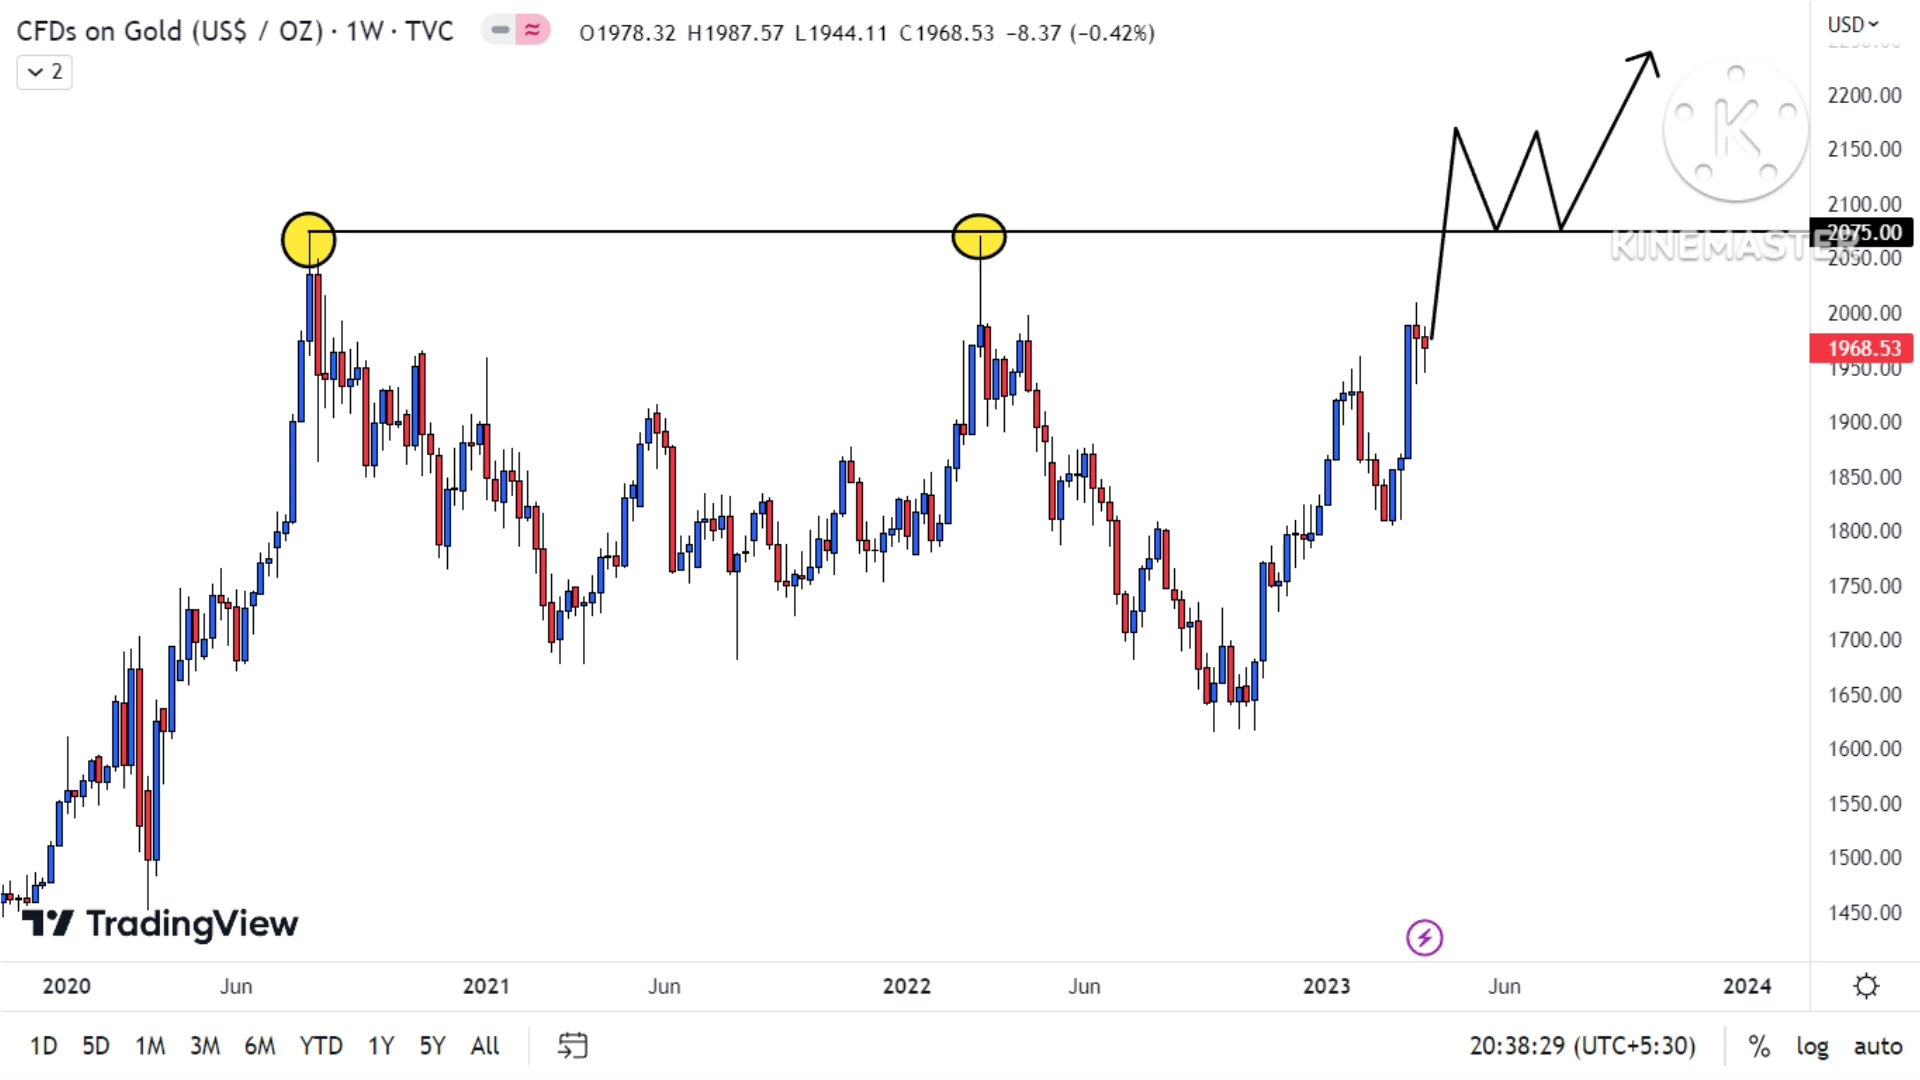 CFDs on Gold (US$ / OZ) · 1W · TVC
O1978.32 H1987.57 L1944.11 C1968.53 −8.37 (−0.42%)
USD
2
2200.00
2150.00
2100.00
2075.00
KINEMASTER
2050.00
2000.00
1968.53
1950.00
1900.00
1850.00
1800.00
1750.00
1700.00
1650.00
1600.00
1550.00
1500.00
1450.00
TradingView
2020 Jun 2021 Jun 2022 Jun 2023 Jun 2024
1D 5D 1M 3M 6M YTD 1Y 5Y All
20:38:29 (UTC+5:30) % log auto
K